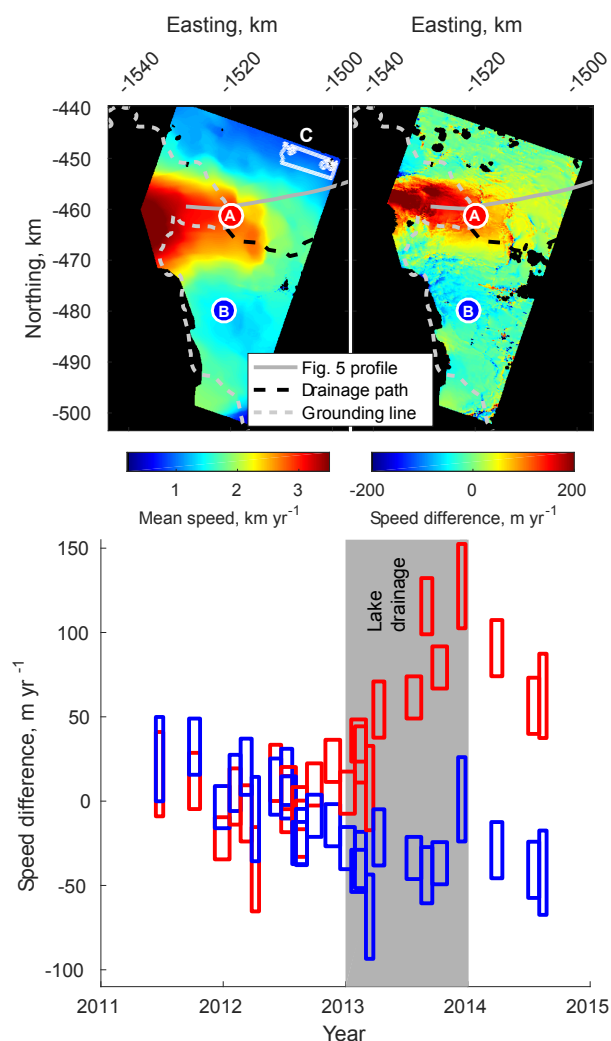 Easting, km
Easting, km
-1540
-1520
-1500
-1540
-1520
-1500
-440
-450
-460
-470
-480
-490
-500
Northing, km
C
A
B
A
B
Fig. 5 profile
Drainage path
Grounding line
1
2
3
Mean speed, km yr-1
-200
0
200
Speed difference, m yr-1
150
100
50
0
-50
-100
Speed difference, m yr -1
Lake
drainage
2011
2012
2013
2014
2015
Year